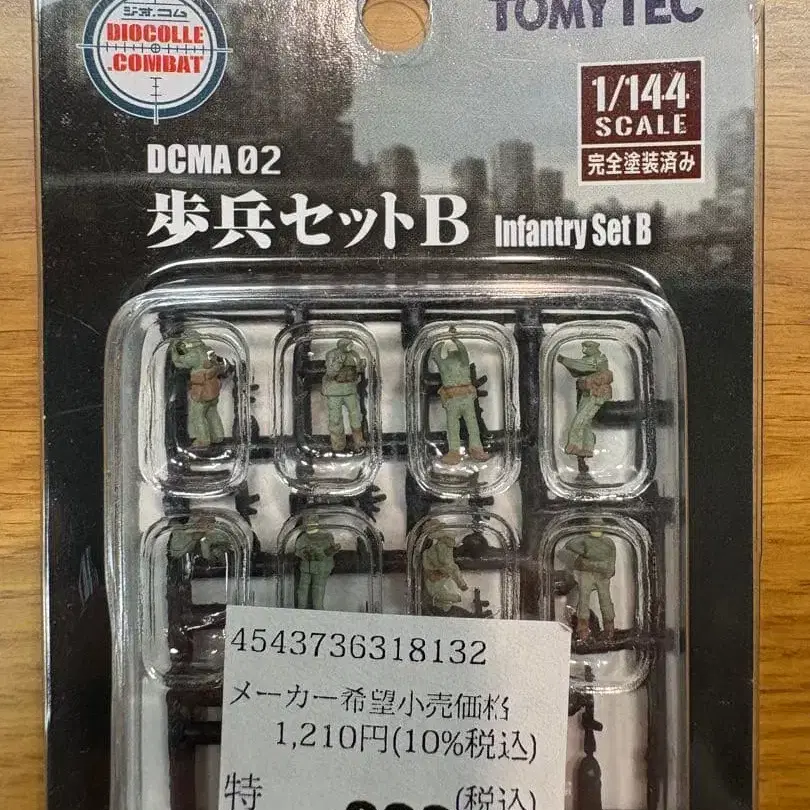 ジオ.コム
DIOCOLLE
.COMBAT
TOMYTEC
1/144
SCALE
完全塗装済み
DCMA 02
歩兵セットB Infantry Set B
4543736318132
メーカー希望小売価格
1,210円(10%税込)
特
(税込)